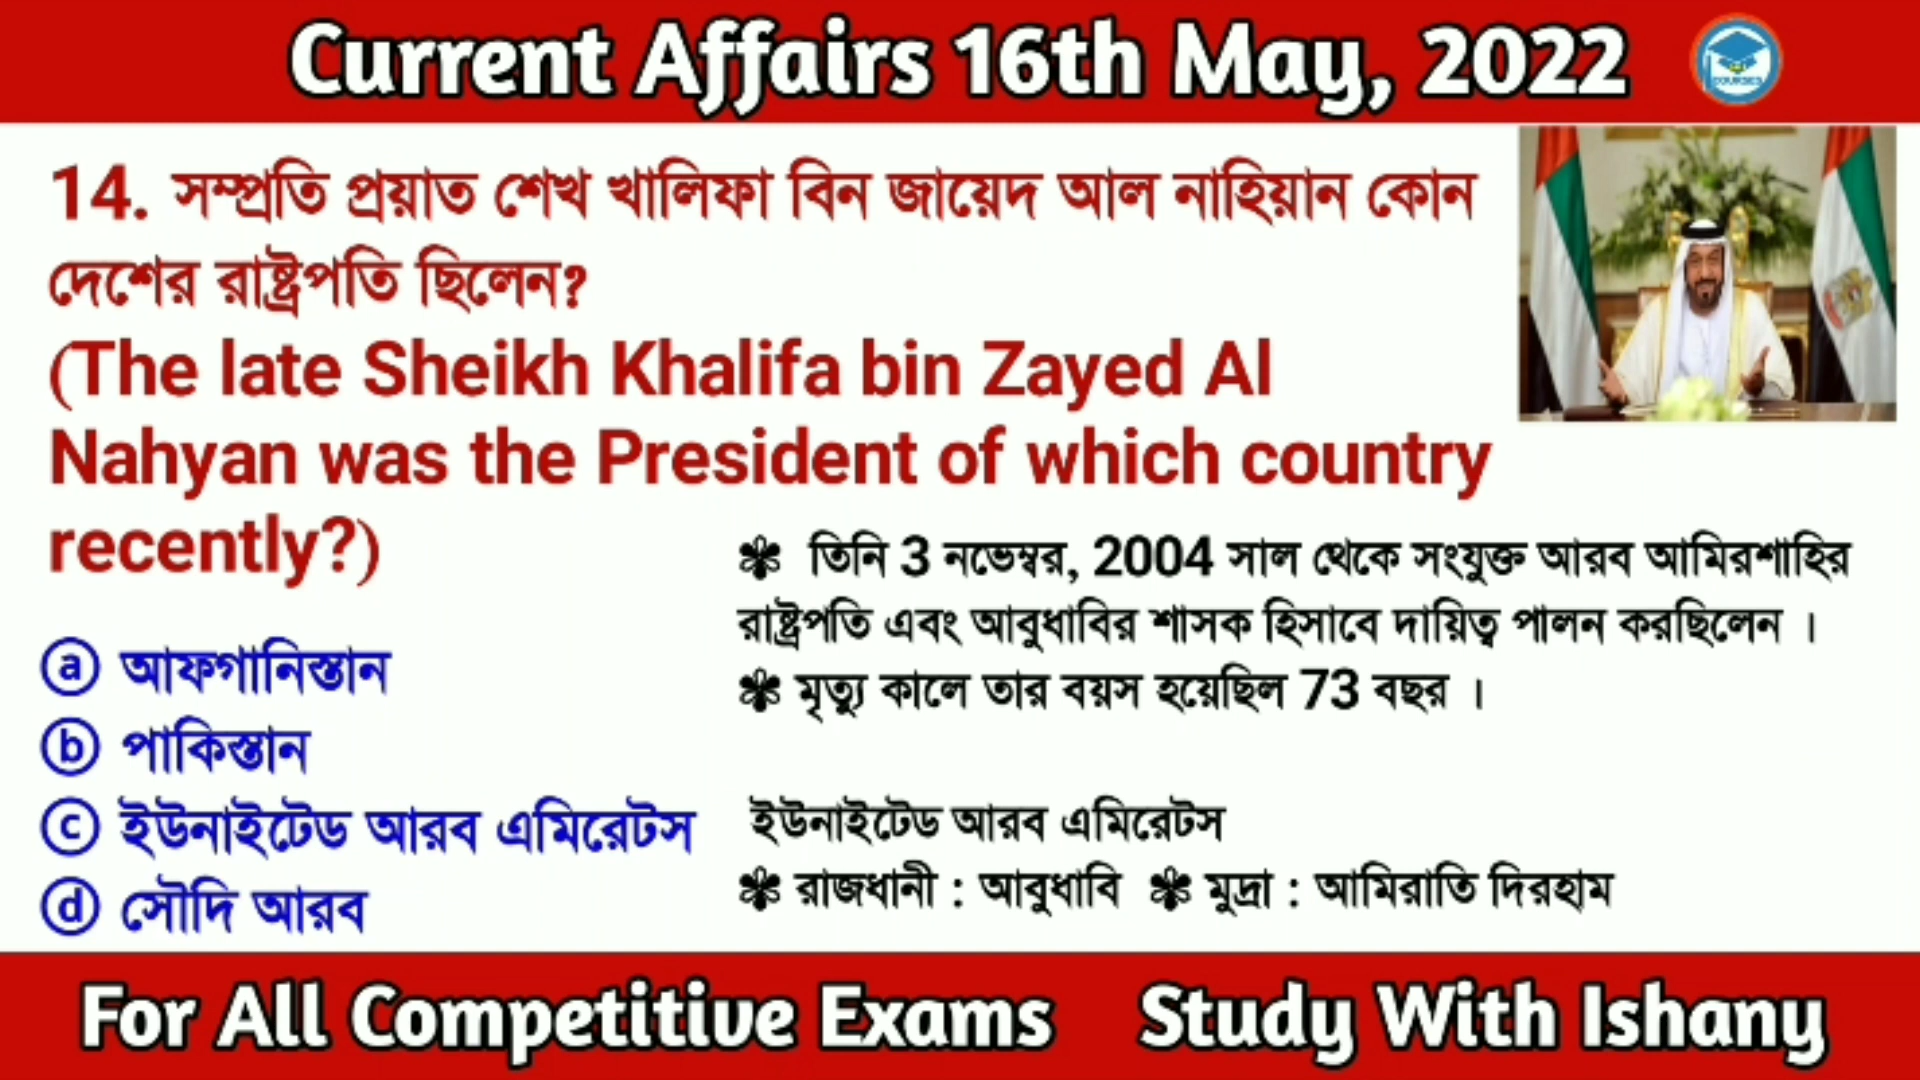 Current Affairs 16th May, 2022
COURSES
14. সম্প্রতি প্রয়াত শেখ খালিফা বিন জায়েদ আল নাহিয়ান কোন
দেশের রাষ্ট্রপতি ছিলেন?
(The late Sheikh Khalifa bin Zayed Al
Nahyan was the President of which country
recently?)
ⓐ আফগানিস্তান
ⓑ পাকিস্তান
ⓒ ইউনাইটেড আরব এমিরেটস
ⓓ সৌদি আরব
✽ তিনি 3 নভেম্বর, 2004 সাল থেকে সংযুক্ত আরব আমিরশাহির
রাষ্ট্রপতি এবং আবুধাবির শাসক হিসাবে দায়িত্ব পালন করছিলেন ।
✽ মৃত্যু কালে তার বয়স হয়েছিল 73 বছর ।
ইউনাইটেড আরব এমিরেটস
✽ রাজধানী : আবুধাবি ✽ মুদ্রা : আমিরাতি দিরহাম
For All Competitive Exams Study With Ishany